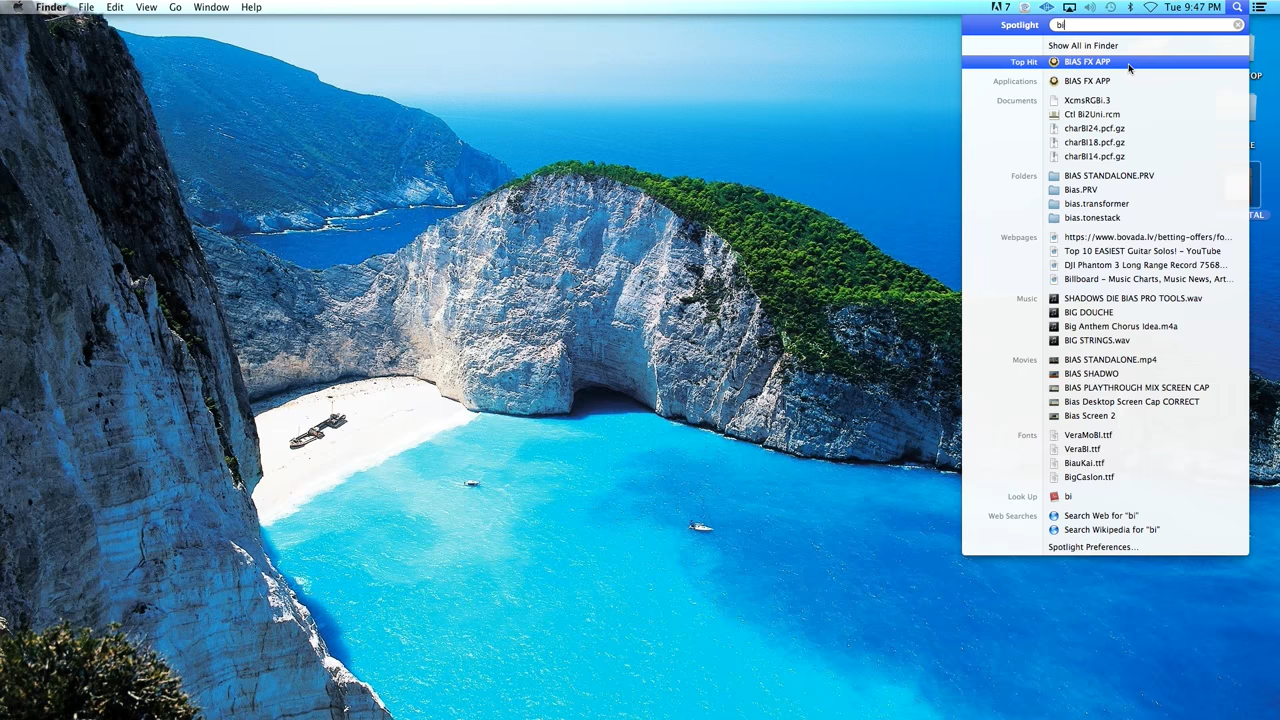 Finder File Edit View Go Window Help 7 Tue 9:47 PM
Spotlight bi
Show All in Finder
Top Hit BIAS FX APP
Applications BIAS FX APP
Documents XcmsRGBi.3
Ctl Bi2Uni.rcm
charBI24.pcf.gz
charBI18.pcf.gz
charBI14.pcf.gz
Folders BIAS STANDALONE.PRV
Bias.PRV
bias.transformer
bias.tonestack
Webpages https://www.bovada.lv/betting-offers/fo...
Top 10 EASIEST Guitar Solos! - YouTube
DJI Phantom 3 Long Range Record 7568...
Billboard - Music Charts, Music News, Art...
Music SHADOWS DIE BIAS PRO TOOLS.wav
BIG DOUCHE
Big Anthem Chorus Idea.m4a
BIG STRINGS.wav
Movies BIAS STANDALONE.mp4
BIAS SHADWO
BIAS PLAYTHROUGH MIX SCREEN CAP
Bias Desktop Screen Cap CORRECT
Bias Screen 2
Fonts VeraMoBI.ttf
VeraBI.ttf
BiauKai.ttf
BigCaslon.ttf
Look Up bi
Web Searches Search Web for "bi"
Search Wikipedia for "bi"
Spotlight Preferences...